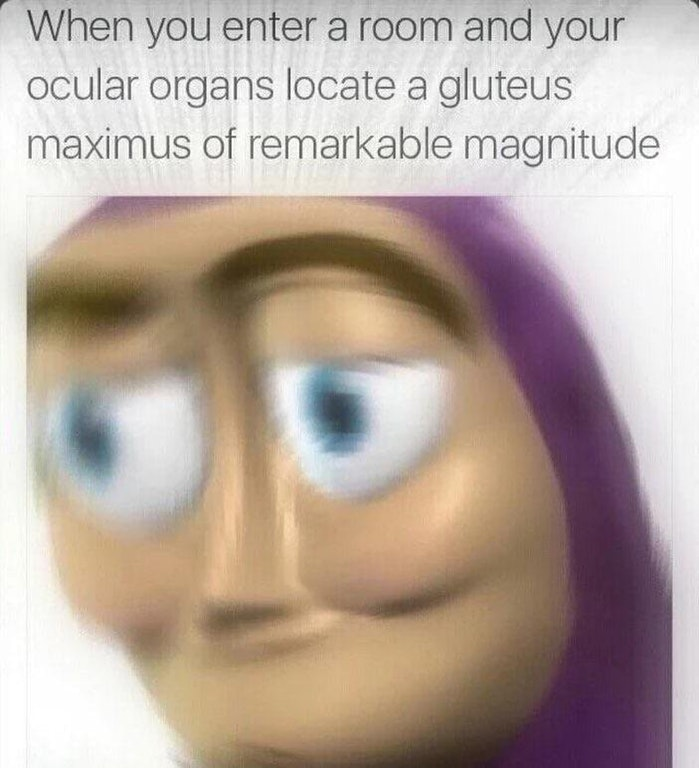 When you enter a room and your
ocular organs locate a gluteus
maximus of remarkable magnitude